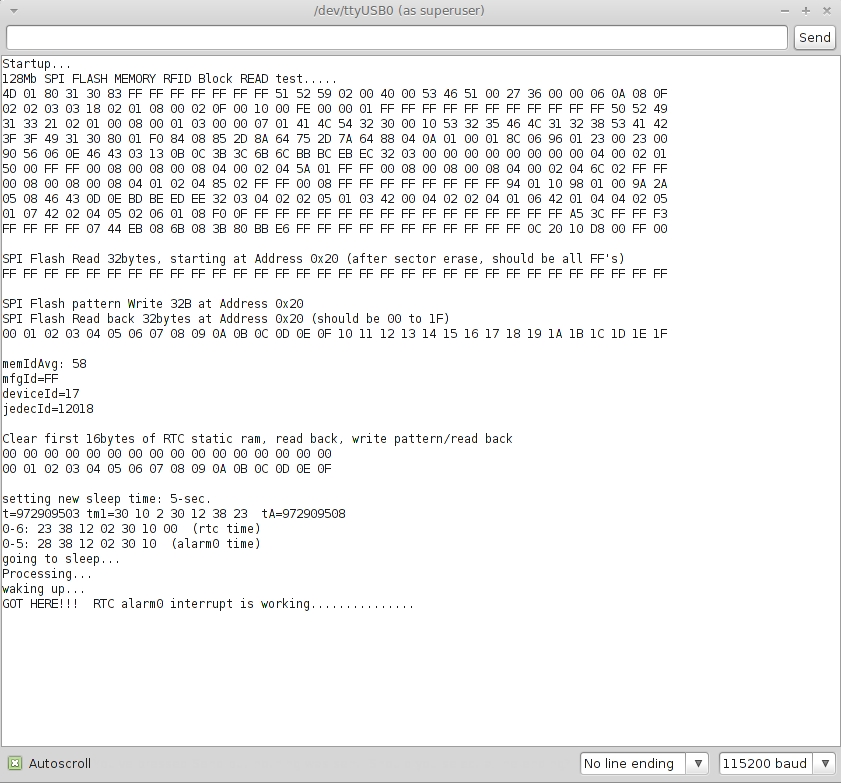 /dev/ttyUSB0 (as superuser)
Send
Startup...
128Mb SPI FLASH MEMORY RFID Block READ test.....
4D 01 80 31 30 83 FF FF FF FF FF FF FF 51 52 59 02 00 40 00 53 46 51 00 27 36 00 00 06 0A 08 0F
02 02 03 03 18 02 01 08 00 02 0F 00 10 00 FE 00 00 01 FF FF FF FF FF FF FF FF FF FF FF 50 52 49
31 33 21 02 01 00 08 00 01 03 00 00 07 01 41 4C 54 32 30 00 10 53 32 35 46 4C 31 32 38 53 41 42
3F 3F 49 31 30 80 01 F0 84 08 85 2D 8A 64 75 2D 7A 64 88 04 0A 01 00 01 8C 06 96 01 23 00 23 00
90 56 06 0E 46 43 03 13 0B 0C 3B 3C 6B 6C BB BC EB EC 32 03 00 00 00 00 00 00 00 00 04 00 02 01
50 00 FF FF 00 08 00 08 00 08 04 00 02 04 5A 01 FF FF 00 08 00 08 00 08 04 00 02 04 6C 02 FF FF
00 08 00 08 00 08 04 01 02 04 85 02 FF FF 00 08 FF FF FF FF FF FF FF FF 94 01 10 98 01 00 9A 2A
05 08 46 43 0D 0E BD BE ED EE 32 03 04 02 02 05 01 03 42 00 04 02 02 04 01 06 42 01 04 04 02 05
01 07 42 02 04 05 02 06 01 08 F0 0F FF FF FF FF FF FF FF FF FF FF FF FF FF FF FF A5 3C FF FF F3
FF FF FF FF 07 44 EB 08 6B 08 3B 80 BB E6 FF FF FF FF FF FF FF FF FF FF FF 0C 20 10 D8 00 FF 00
SPI Flash Read 32bytes, starting at Address 0x20 (after sector erase, should be all FF's)
FF FF FF FF FF FF FF FF FF FF FF FF FF FF FF FF FF FF FF FF FF FF FF FF FF FF FF FF FF FF FF FF
SPI Flash pattern Write 32B at Address 0x20
SPI Flash Read back 32bytes at Address 0x20 (should be 00 to 1F)
00 01 02 03 04 05 06 07 08 09 0A 0B 0C 0D 0E 0F 10 11 12 13 14 15 16 17 18 19 1A 1B 1C 1D 1E 1F
memIdAvg: 58
mfgId=FF
deviceId=17
jedecId=12018
Clear first 16bytes of RTC static ram, read back, write pattern/read back
00 00 00 00 00 00 00 00 00 00 00 00 00 00 00 00
00 01 02 03 04 05 06 07 08 09 0A 0B 0C 0D 0E 0F
setting new sleep time: 5-sec.
t=972909503 tm1=30 10 2 30 12 38 23  tA=972909508
0-6: 23 38 12 02 30 10 00  (rtc time)
0-5: 28 38 12 02 30 10  (alarm0 time)
going to sleep...
Processing...
waking up...
GOT HERE!!!  RTC alarm0 interrupt is working...............
Autoscroll
No line ending
115200 baud